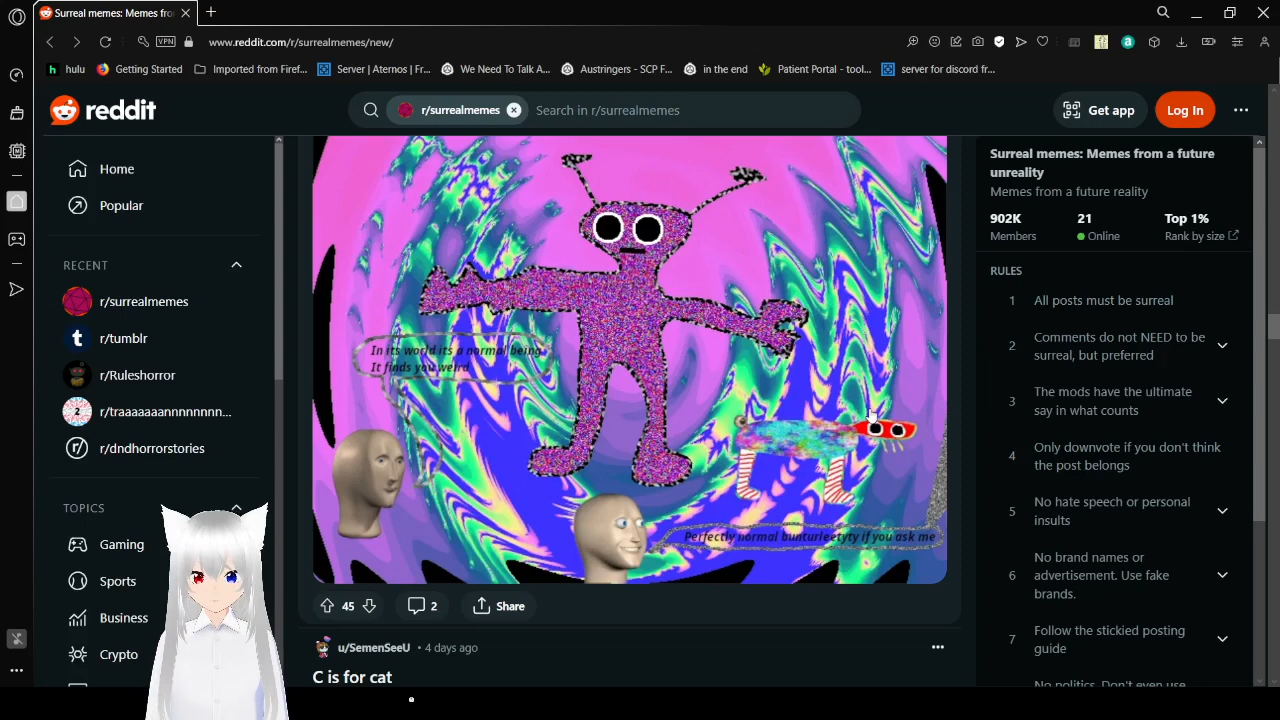 Surreal memes: Memes fro
www.reddit.com/r/surrealmemes/new/
VPN
hulu
Getting Started
Imported from Firef...
Server | Aternos | Fr...
We Need To Talk A...
Austringers - SCP F...
in the end
Patient Portal - tool...
server for discord fr...
reddit
r/surrealmemes
Search in r/surrealmemes
Get app
Log In
Home
Popular
RECENT
r/surrealmemes
r/tumblr
r/Ruleshorror
r/traaaaaaannnnnnnn...
r/dndhorrorstories
TOPICS
Gaming
Sports
Business
Crypto
In its world its a normal being
It finds you weird
Perfectly normal bunturleetyty if you ask me
45
2
Share
u/SemenSeeU • 4 days ago
C is for cat
Surreal memes: Memes from a future
unreality
Memes from a future reality
902K
Members
21
Online
Top 1%
Rank by size
RULES
1 All posts must be surreal
2 Comments do not NEED to be
surreal, but preferred
3 The mods have the ultimate
say in what counts
4 Only downvote if you don't think
the post belongs
5 No hate speech or personal
insults
6 No brand names or
advertisement. Use fake
brands.
7 Follow the stickied posting
guide
No politics. Don't even use